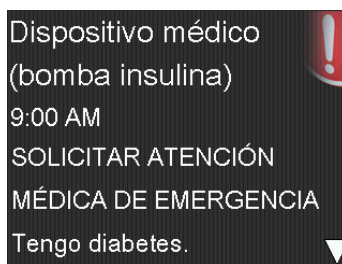 Dispositivo médico
(bomba insulina)
9:00 AM
SOLICITAR ATENCIÓN
MÉDICA DE EMERGENCIA
Tengo diabetes.